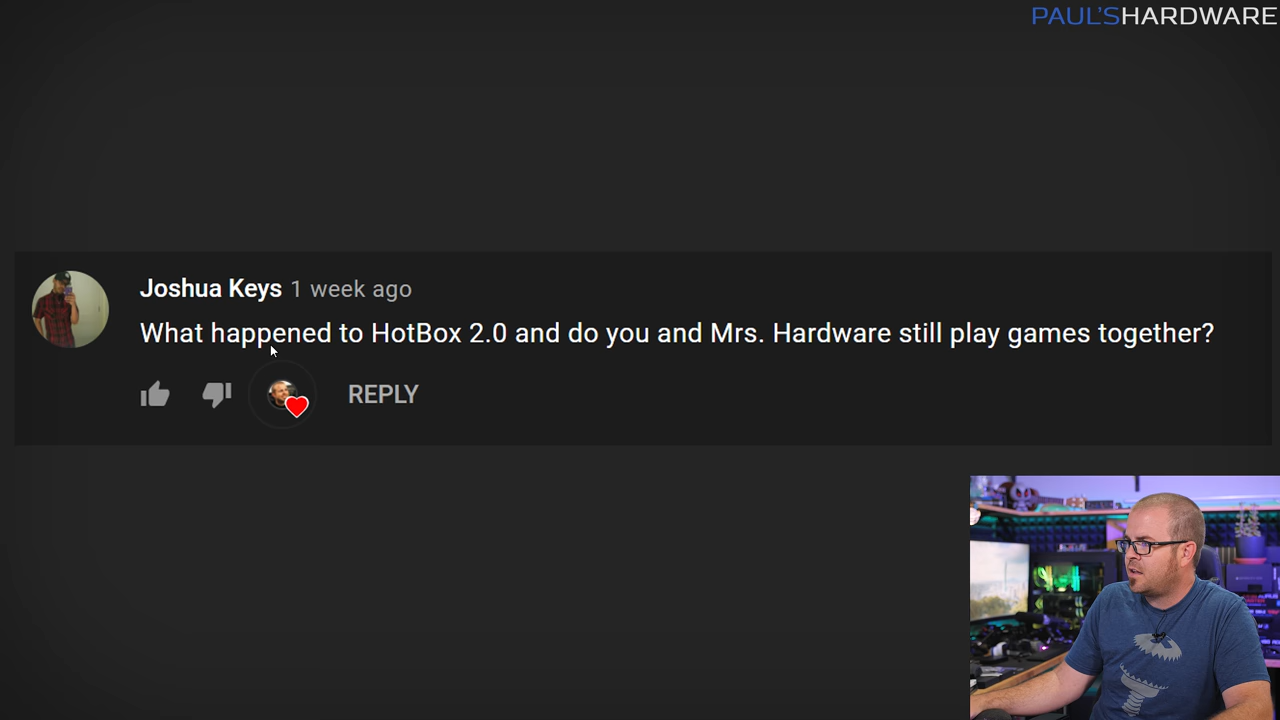 PAUL'SHARDWARE
Joshua Keys 1 week ago
What happened to HotBox 2.0 and do you and Mrs. Hardware still play games together?
REPLY